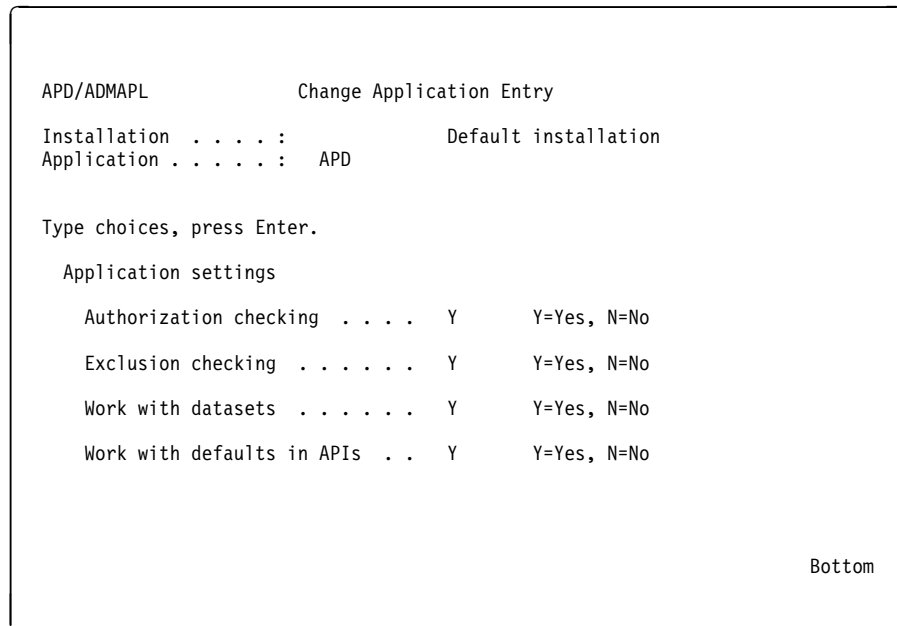 APD/ADMAPL Change Application Entry
Installation . . . . : Default installation
Application . . . . . : APD
Type choices, press Enter.
Application settings
Authorization checking . . . . Y Y=Yes, N=No
Exclusion checking . . . . . . Y Y=Yes, N=No
Work with datasets . . . . . . Y Y=Yes, N=No
Work with defaults in APIs . . Y Y=Yes, N=No
Bottom